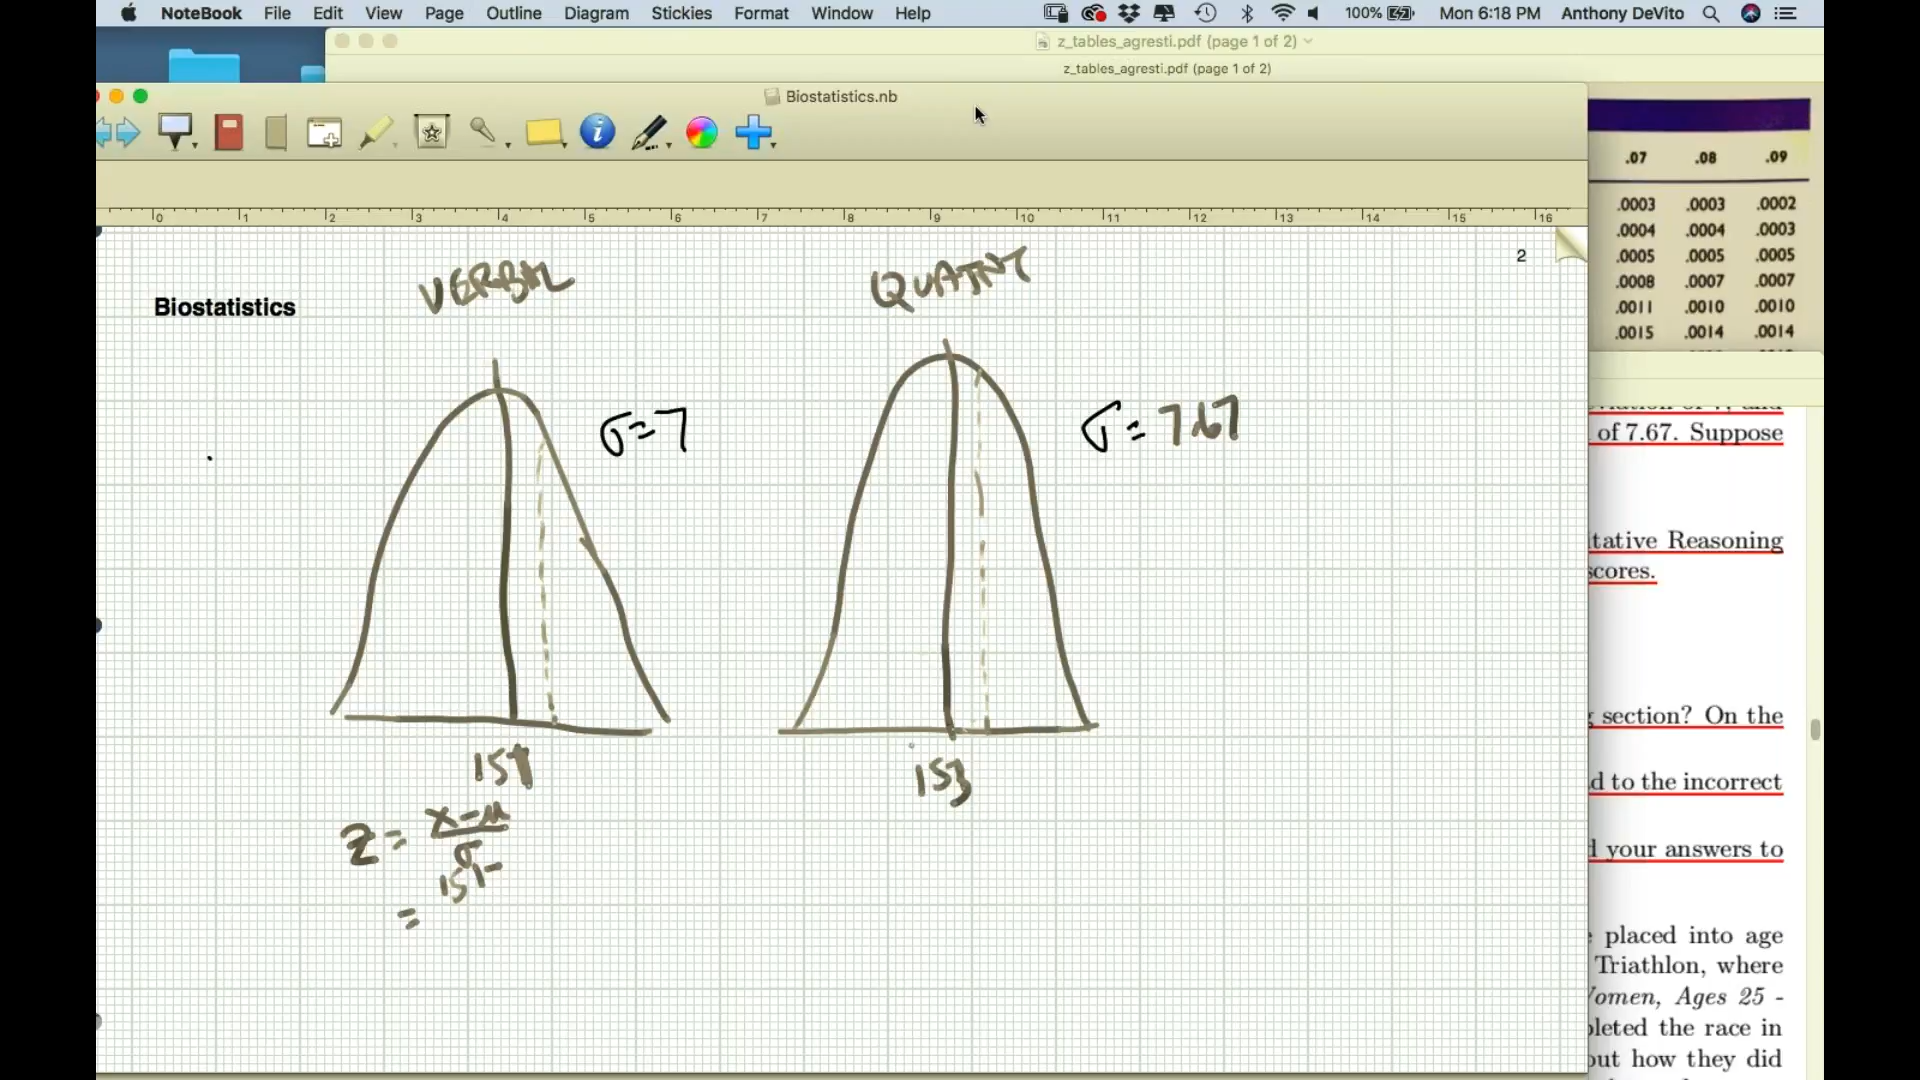 NoteBook File Edit View Page Outline Diagram Stickies Format Window Help 100% Mon 6:18 PM Anthony DeVito
z_tables_agresti.pdf (page 1 of 2)
z_tables_agresti.pdf (page 1 of 2)
Biostatistics.nb
0 1 2 3 4 5 6 7 8 9 10 11 12 13 14 15 16
2
Biostatistics
VERBAL
QUANT
σ=7
σ=7.67
153
z = x-μ
σ
=
.07 .08 .09
.0003 .0003 .0002
.0004 .0004 .0003
.0005 .0005 .0005
.0008 .0007 .0007
.0011 .0010 .0010
.0015 .0014 .0014
of 7.67. Suppose
tative Reasoning
scores.
section? On the
d to the incorrect
d your answers to
placed into age
Triathlon, where
omen, Ages 25 -
pleted the race in
out how they did